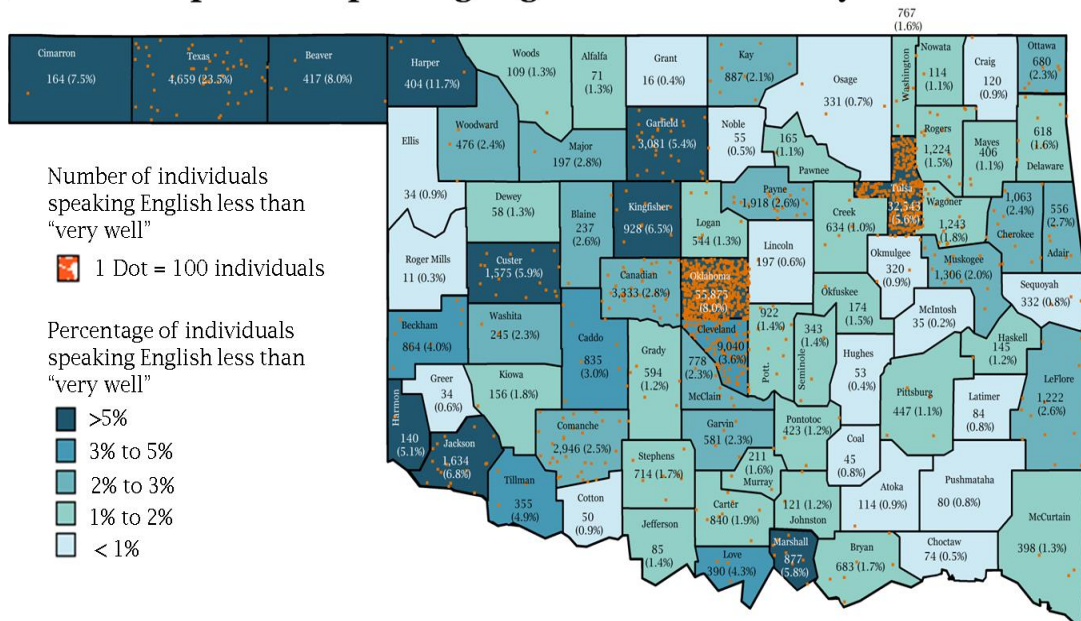 767
(1.6%)
Cimarron
164 (7.5%)
Texas
4,659 (23.5%)
Beaver
417 (8.0%)
Harper
404 (11.7%)
Woods
109 (1.3%)
Alfalfa
71
(1.3%)
Grant
16 (0.4%)
Kay
887 (2.1%)
Osage
331 (0.7%)
Washington
Nowata
114
(1.1%)
Craig
120
(0.9%)
Ottawa
680
(2.3%)
Ellis
34 (0.9%)
Woodward
476 (2.4%)
Major
197 (2.8%)
Garfield
3,081 (5.4%)
Noble
55
(0.5%)
165
(1.1%)
Pawnee
Rogers
1,224
(1.5%)
Mayes
406
(1.1%)
618
(1.6%)
Delaware
Number of individuals
speaking English less than
“very well”
1 Dot = 100 individuals
Dewey
58 (1.3%)
Blaine
237
(2.6%)
Kingfisher
928 (6.5%)
Logan
544 (1.3%)
Payne
1,918 (2.6%)
Creek
634 (1.0%)
Tulsa
32,543
(5.6%)
Wagoner
1,243
(1.8%)
1,063
(2.4%)
Cherokee
556
(2.7%)
Adair
Roger Mills
11 (0.3%)
Custer
1,575 (5.9%)
Canadian
3,333 (2.8%)
Oklahoma
55,875
(8.0%)
Lincoln
197 (0.6%)
Okmulgee
320
(0.9%)
Muskogee
1,306 (2.0%)
Sequoyah
332 (0.8%)
Okfuskee
174
(1.5%)
McIntosh
35 (0.2%)
Percentage of individuals
speaking English less than
“very well”
>5%
3% to 5%
2% to 3%
1% to 2%
< 1%
Beckham
864 (4.0%)
Washita
245 (2.3%)
Caddo
835
(3.0%)
Grady
594
(1.2%)
Cleveland
9,040
(3.6%)
778
(2.3%)
McClain
922
(1.4%)
Pott.
343
(1.4%)
Seminole
Hughes
53
(0.4%)
Haskell
145
(1.2%)
Pittsburg
447 (1.1%)
Latimer
84
(0.8%)
LeFlore
1,222
(2.6%)
Harmon
140
(5.1%)
Greer
34
(0.6%)
Kiowa
156 (1.8%)
Jackson
1,634
(6.8%)
Comanche
2,946 (2.5%)
Tillman
355
(4.9%)
Cotton
50
(0.9%)
Stephens
714 (1.7%)
Garvin
581 (2.3%)
211
(1.6%)
Murray
Pontotoc
423 (1.2%)
Coal
45
(0.8%)
Atoka
114 (0.9%)
Pushmataha
80 (0.8%)
McCurtain
398 (1.3%)
Jefferson
85
(1.4%)
Carter
840 (1.9%)
121 (1.2%)
Johnston
Love
390 (4.3%)
Marshall
877
(5.8%)
Bryan
683 (1.7%)
Choctaw
74 (0.5%)